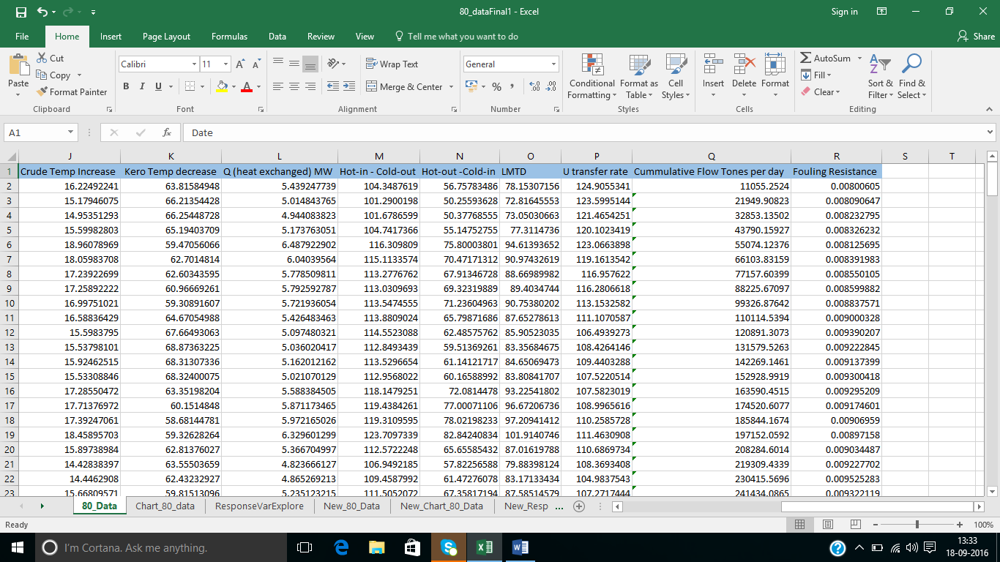 80_dataFinal1 - Excel
Sign in
File Home Insert Page Layout Formulas Data Review View Tell me what you want to do Share
Paste
Cut
Copy
Format Painter
Clipboard
Calibri 11
B I U
Font
Wrap Text
Merge & Center
Alignment
General
Number
Conditional Formatting
Format as Table
Cell Styles
Styles
Insert Delete Format
Cells
AutoSum
Fill
Clear
Sort & Filter
Find & Select
Editing
A1 fx Date
J K L M N O P Q R S T
1 Crude Temp Increase Kero Temp decrease Q (heat exchanged) MW Hot-in - Cold-out Hot-out -Cold-in LMTD U transfer rate Cummulative Flow Tones per day Fouling Resistance
2 16.22492241 63.81584948 5.439247739 104.3487619 56.75783486 78.15307156 124.9055341 11055.2524 0.00800605
3 15.17946075 66.21354428 5.014843765 101.2900198 50.25593628 72.81645553 123.5995144 21949.90823 0.008090647
4 14.95351293 66.25448728 4.944083823 101.6786599 50.37768555 73.05030663 121.4654251 32853.13502 0.008232795
5 15.59982803 65.19403709 5.173763051 104.7417366 55.14752755 77.3114736 120.1023419 43790.15927 0.008326232
6 18.96078969 59.47056066 6.487922902 116.309809 75.80003801 94.61393652 123.0663898 55074.12376 0.008125695
7 18.05983708 62.7014814 6.04039564 115.1133574 70.47171312 90.97432619 119.1613542 66103.83159 0.008391983
8 17.23922699 62.60343595 5.778509811 113.2776762 67.91346728 88.66989982 116.957622 77157.60399 0.008550105
9 17.25892222 60.96669261 5.792592787 113.0309693 69.32319889 89.4034744 116.2806618 88225.67097 0.008599882
10 16.99751021 59.30891607 5.721936054 113.5474555 71.23604963 90.75380202 113.1532582 99326.87642 0.008837571
11 16.58836429 64.67054988 5.426483463 113.8809024 65.79871686 87.65278613 111.1070587 110114.5394 0.009000328
12 15.5983795 67.66493063 5.097480321 114.5523088 62.48575762 85.90523035 106.4939273 120891.3073 0.009390207
13 15.53798101 68.87363225 5.036020417 112.8493439 59.51369261 83.35684675 108.4264146 131579.5263 0.009222845
14 15.92462515 68.31307336 5.162012162 113.5296654 61.14121717 84.65069473 109.4403288 142269.1461 0.009137399
15 15.53308846 68.32400075 5.021070129 112.9568022 60.16588992 83.80841707 107.5220514 152928.9919 0.009300418
16 17.28550472 63.35198204 5.588384505 118.1479251 72.0814478 93.22541802 107.5823019 163590.4515 0.009295209
17 17.71376972 60.1514848 5.871173465 119.4384261 77.00071106 96.67206736 108.9965616 174520.6077 0.009174601
18 17.39247061 58.68144781 5.972165026 119.3109595 78.02198233 97.20941412 110.2585728 185844.1674 0.00906959
19 18.45895703 59.32628264 6.329601299 123.7097339 82.84240834 101.9140746 111.4630908 197152.0592 0.00897158
20 15.89738984 62.81376027 5.366704997 112.5722248 65.65585432 87.01619788 110.6869734 208284.6014 0.009034487
21 14.42838397 63.55503659 4.823666127 106.9492185 57.82256588 79.88398124 108.3693408 219309.4339 0.009227702
22 14.4462908 62.43232927 4.865269213 109.4587992 61.47276078 83.17133434 104.9837543 230415.5696 0.009525283
23 15.66809571 59.81513096 5.235123215 111.5052072 67.35817194 87.58514579 107.2717444 241434.0865 0.009322119
80_Data Chart_80_data ResponseVarExplore New_80_Data New_Chart_80_Data New_Resp ...
Ready 100%
I'm Cortana. Ask me anything.
13:33
18-09-2016